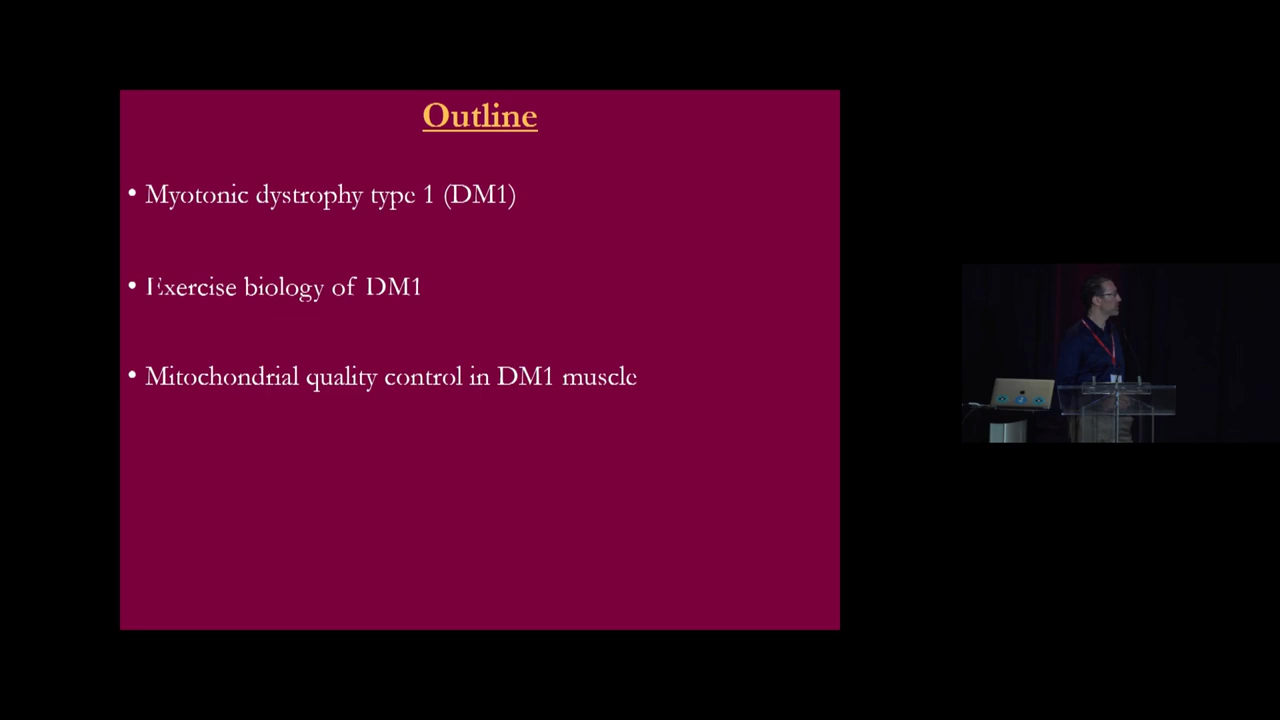 Outline
• Myotonic dystrophy type 1 (DM1)
• Exercise biology of DM1
• Mitochondrial quality control in DM1 muscle